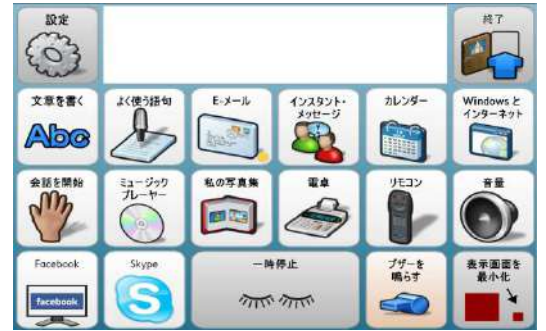 設定
終了
文章を書く
よく使う語句
E-メール
インスタント・
メッセージ
カレンダー
Windows と
インターネット
Abc
会話を開始
ミュージック
プレーヤー
私の写真集
電卓
リモコン
音量
Facebook
Skype
一時停止
ブザーを
鳴らす
表示画面を
最小化
facebook
S